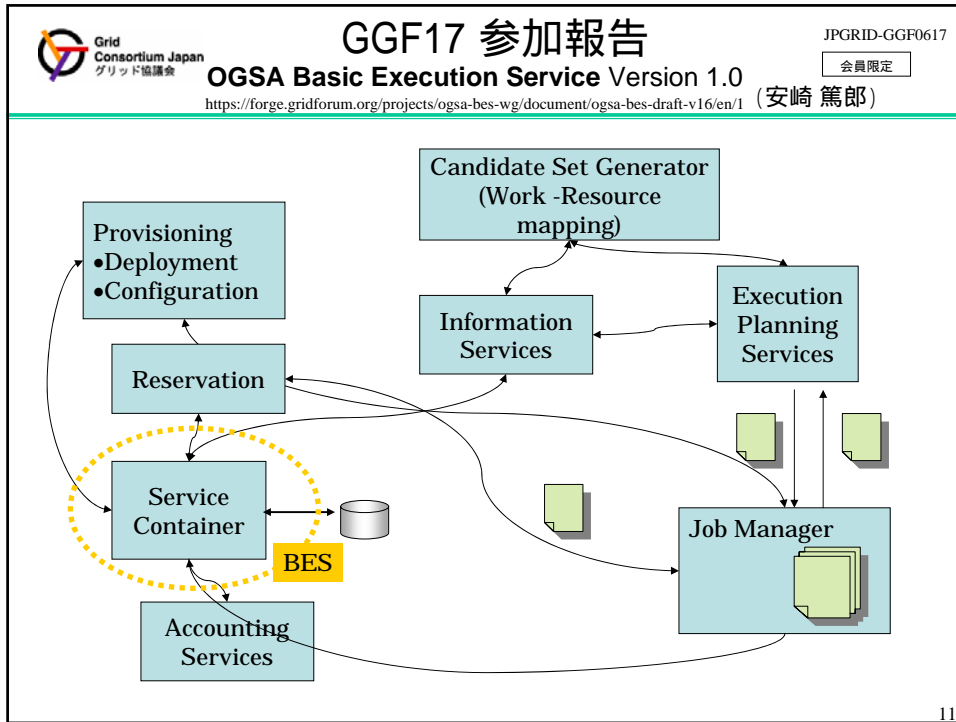 Grid
Consortium Japan
グリッド協議会
GGF17 参加報告
JPGRID-GGF0617
会員限定
OGSA Basic Execution Service Version 1.0
https://forge.gridforum.org/projects/ogsa-bes-wg/document/ogsa-bes-draft-v16/en/1
(安崎 篤郎)
Candidate Set Generator
(Work -Resource
mapping)
Provisioning
•Deployment
•Configuration
Information
Services
Execution
Planning
Services
Reservation
Service
Container
BES
Job Manager
Accounting
Services
11